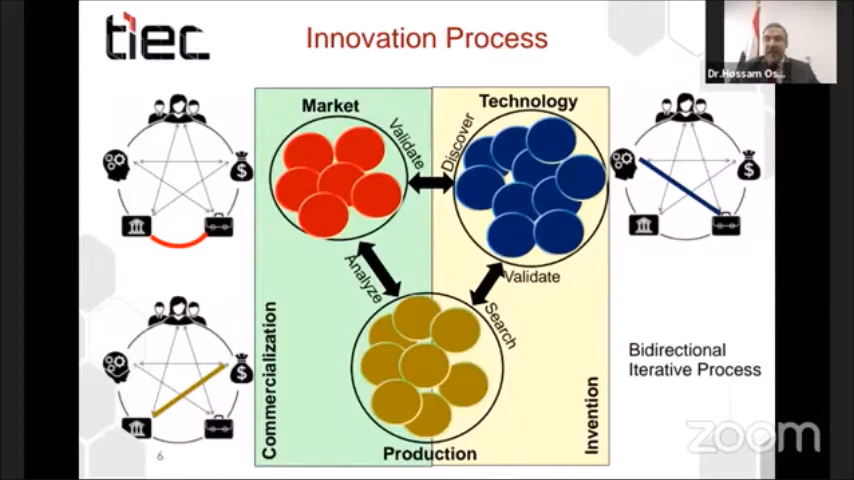 tiec
Innovation Process
Dr.Hossam Os...
Market
Technology
Validate
Discover
$
$
Analyze
Validate
Search
Commercialization
Invention
$
Bidirectional
Iterative Process
Production
6
zoom